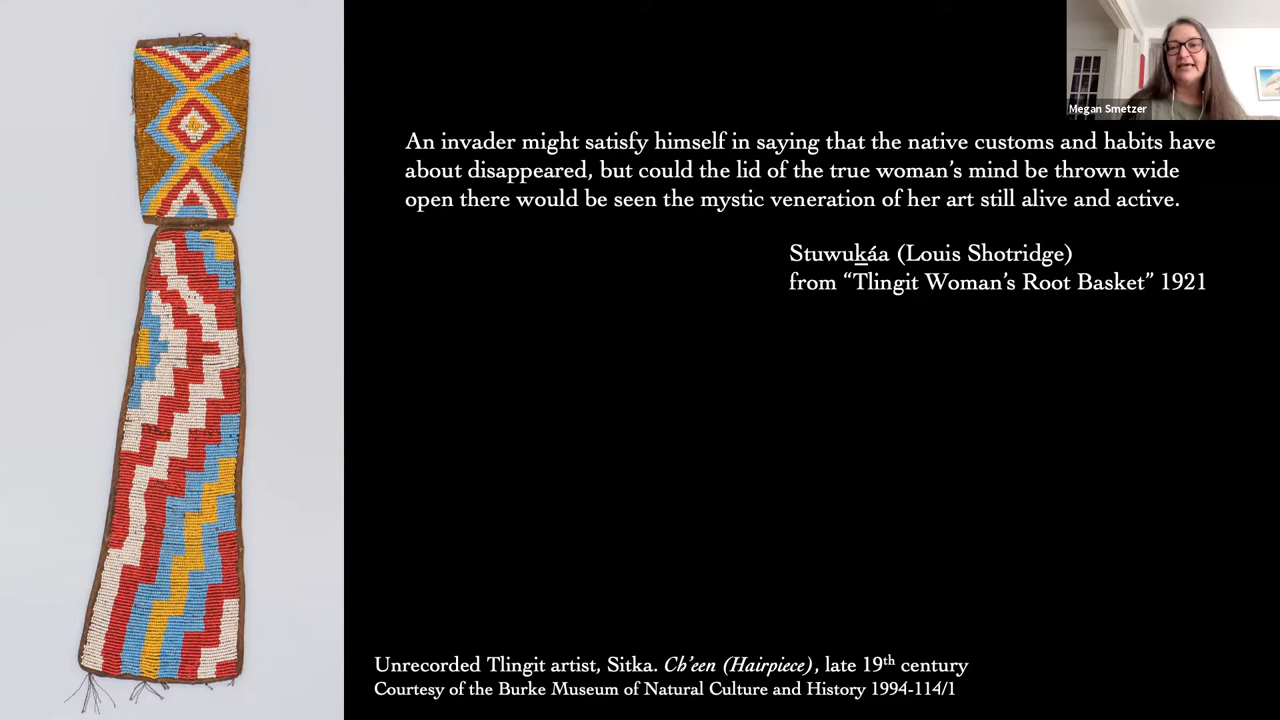 Megan Smetzer
An invader might satisfy himself in saying that the native customs and habits have
about disappeared, but could the lid of the true woman's mind be thrown wide
open there would be seen the mystic veneration of her art still alive and active.
Stuwuḵáa (Louis Shotridge)
from “Tlingit Woman's Root Basket” 1921
Unrecorded Tlingit artist, Sitka. Ch'een (Hairpiece), late 19th century
Courtesy of the Burke Museum of Natural Culture and History 1994-114/1